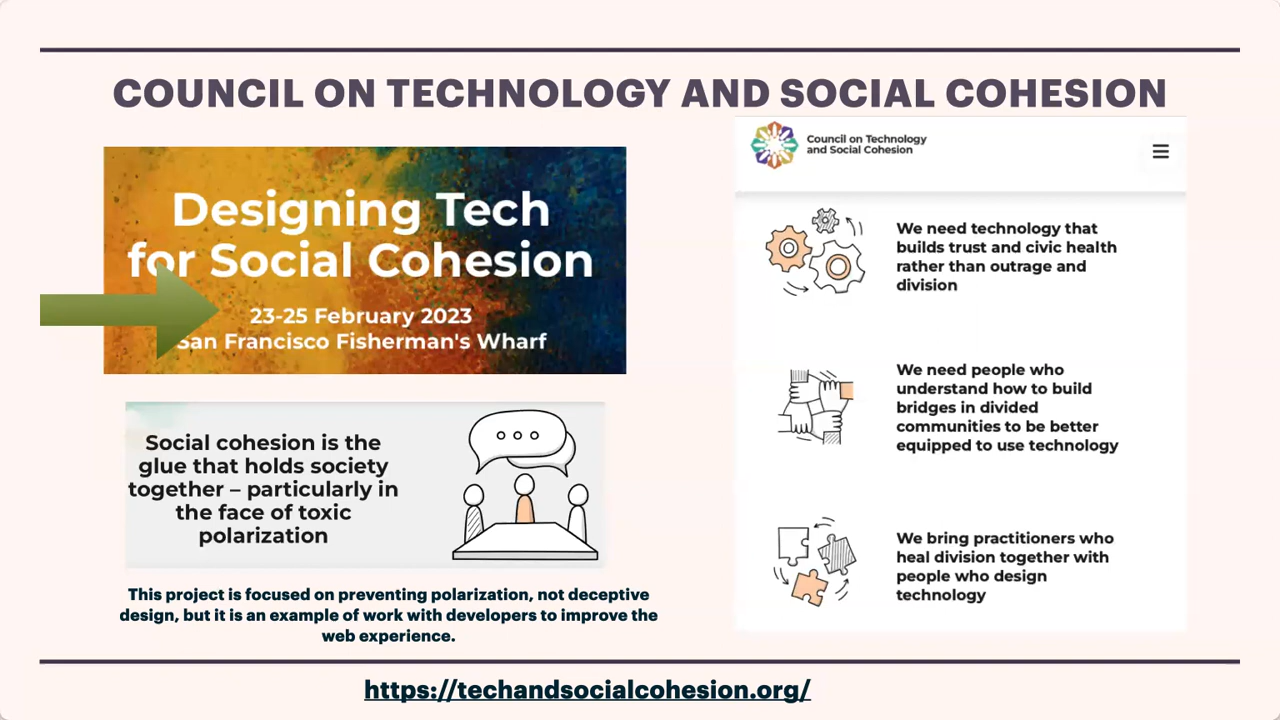 COUNCIL ON TECHNOLOGY AND SOCIAL COHESION
Designing Tech
for Social Cohesion
23-25 February 2023
San Francisco Fisherman's Wharf
Social cohesion is the
glue that holds society
together – particularly in
the face of toxic
polarization
This project is focused on preventing polarization, not deceptive
design, but it is an example of work with developers to improve the
web experience.
Council on Technology
and Social Cohesion
We need technology that
builds trust and civic health
rather than outrage and
division
We need people who
understand how to build
bridges in divided
communities to be better
equipped to use technology
We bring practitioners who
heal division together with
people who design
technology
https://techandsocialcohesion.org/